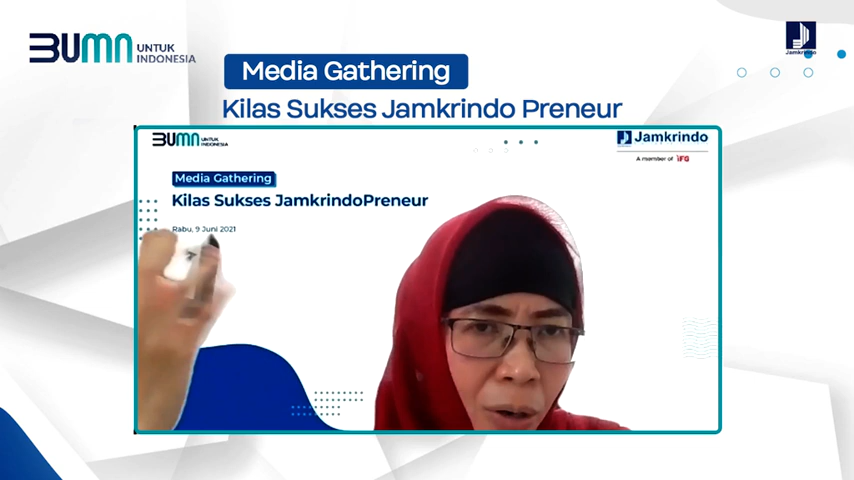 BUMN UNTUK
INDONESIA
Jamkrindo
Media Gathering
Kilas Sukses Jamkrindo Preneur
BUMN UNTUK
INDONESIA
Jamkrindo
A member of IFG
Media Gathering
Kilas Sukses JamkrindoPreneur
Rabu, 9 Juni 2021